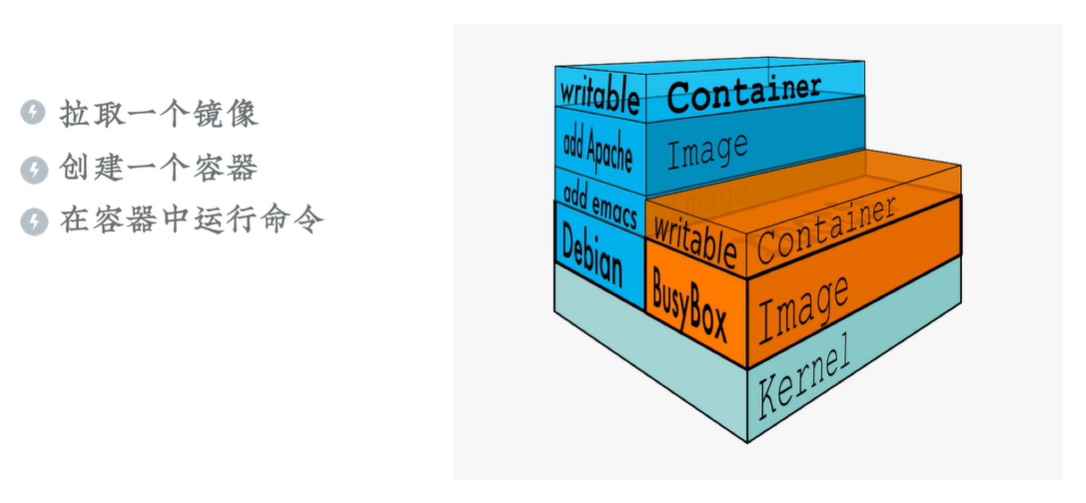 拉取一个镜像
创建一个容器
在容器中运行命令
writable
Container
add Apache
Image
add emacs
Image
Debian
writable
Container
BusyBox
Image
Kernel